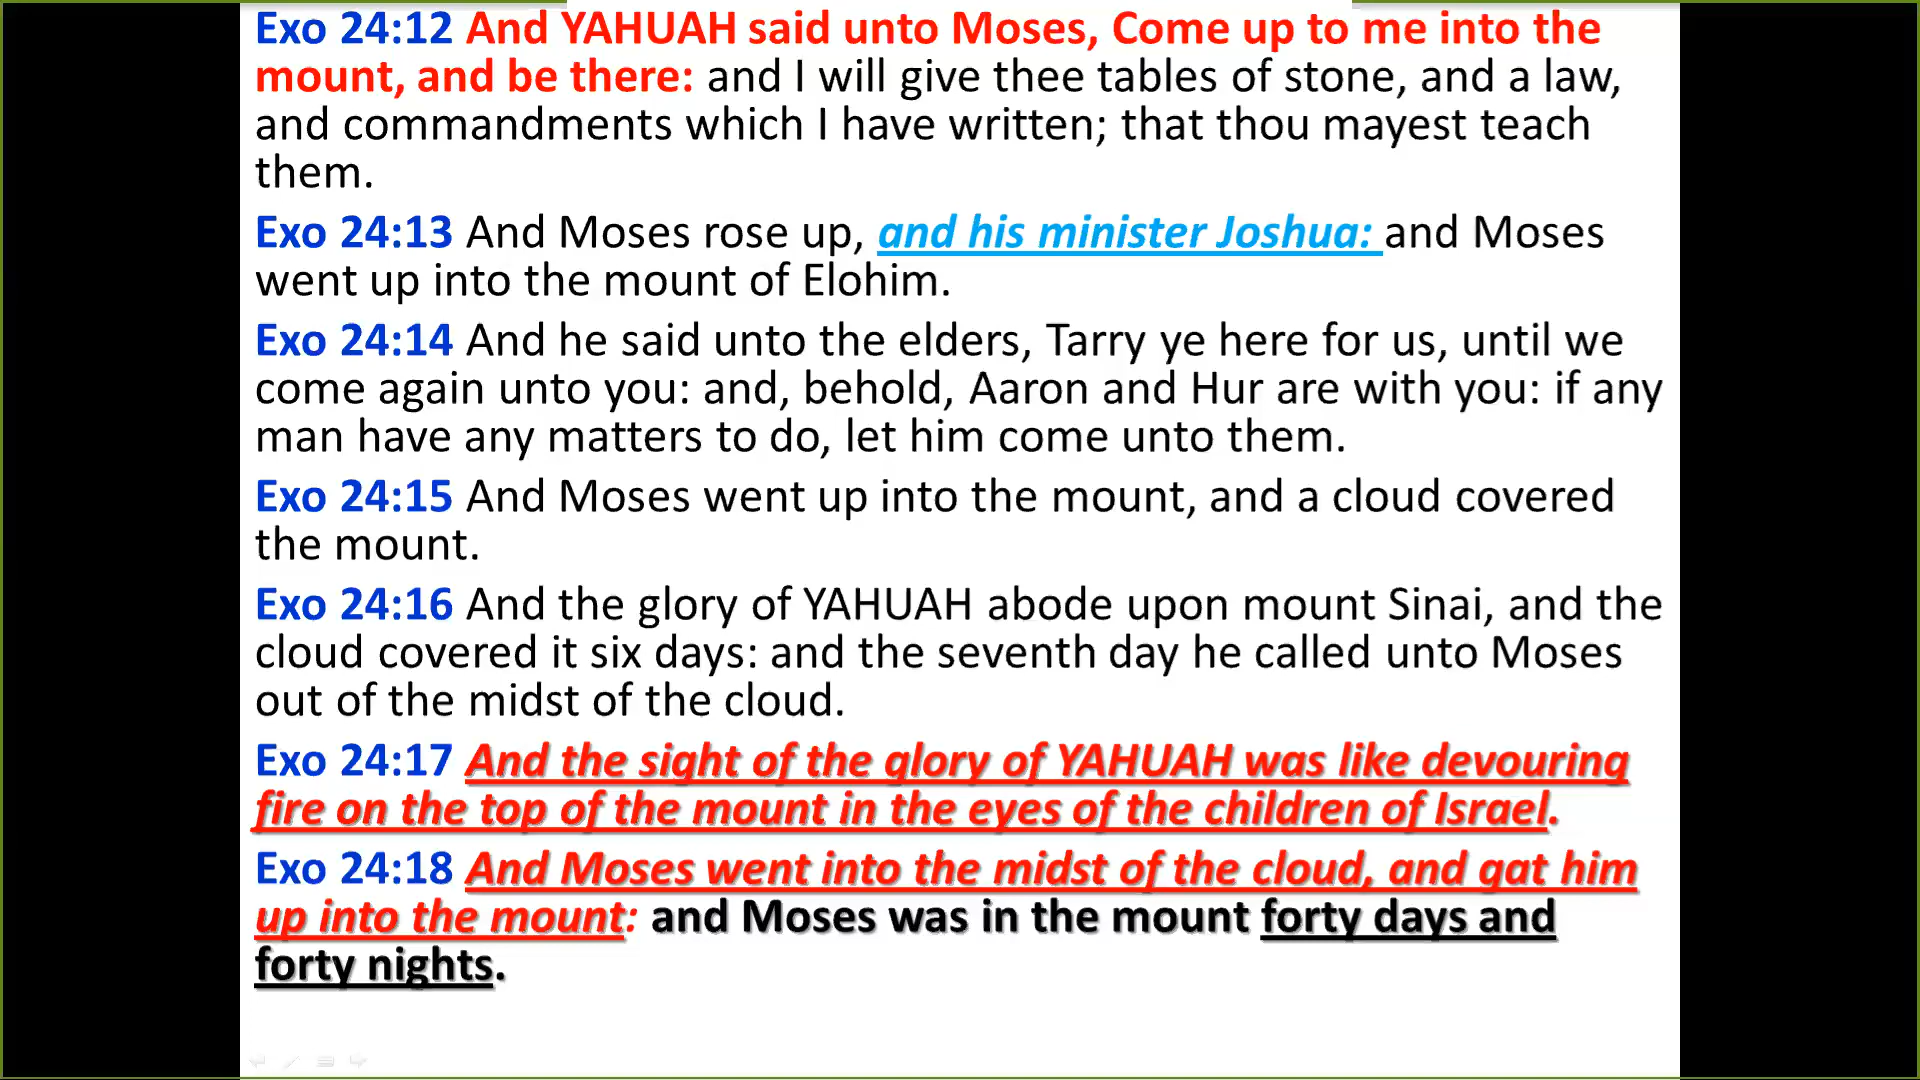 Exo 24:12 And YAHUAH said unto Moses, Come up to me into the
mount, and be there: and I will give thee tables of stone, and a law,
and commandments which I have written; that thou mayest teach
them.
Exo 24:13 And Moses rose up, and his minister Joshua: and Moses
went up into the mount of Elohim.
Exo 24:14 And he said unto the elders, Tarry ye here for us, until we
come again unto you: and, behold, Aaron and Hur are with you: if any
man have any matters to do, let him come unto them.
Exo 24:15 And Moses went up into the mount, and a cloud covered
the mount.
Exo 24:16 And the glory of YAHUAH abode upon mount Sinai, and the
cloud covered it six days: and the seventh day he called unto Moses
out of the midst of the cloud.
Exo 24:17 And the sight of the glory of YAHUAH was like devouring
fire on the top of the mount in the eyes of the children of Israel.
Exo 24:18 And Moses went into the midst of the cloud, and gat him
up into the mount: and Moses was in the mount forty days and
forty nights.